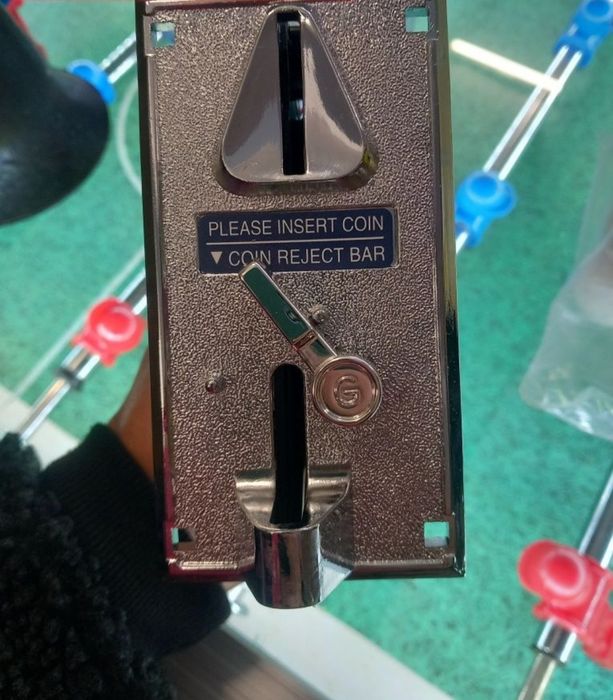 PLEASE INSERT COIN
▼ COIN REJECT BAR
G